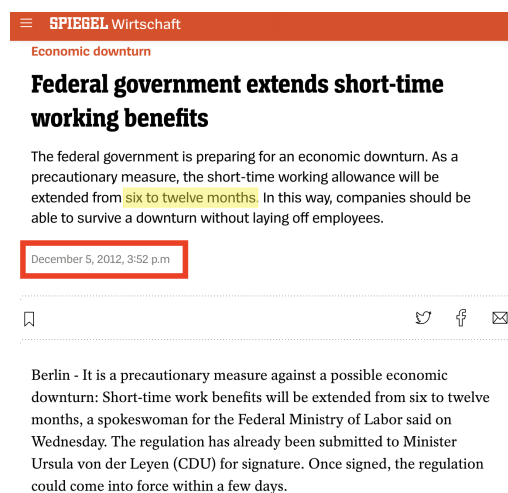 SPIEGEL Wirtschaft
Economic downturn
Federal government extends short-time
working benefits
The federal government is preparing for an economic downturn. As a
precautionary measure, the short-time working allowance will be
extended from six to twelve months. In this way, companies should be
able to survive a downturn without laying off employees.
December 5, 2012, 3:52 p.m
Berlin - It is a precautionary measure against a possible economic
downturn: Short-time work benefits will be extended from six to twelve
months, a spokeswoman for the Federal Ministry of Labor said on
Wednesday. The regulation has already been submitted to Minister
Ursula von der Leyen (CDU) for signature. Once signed, the regulation
could come into force within a few days.